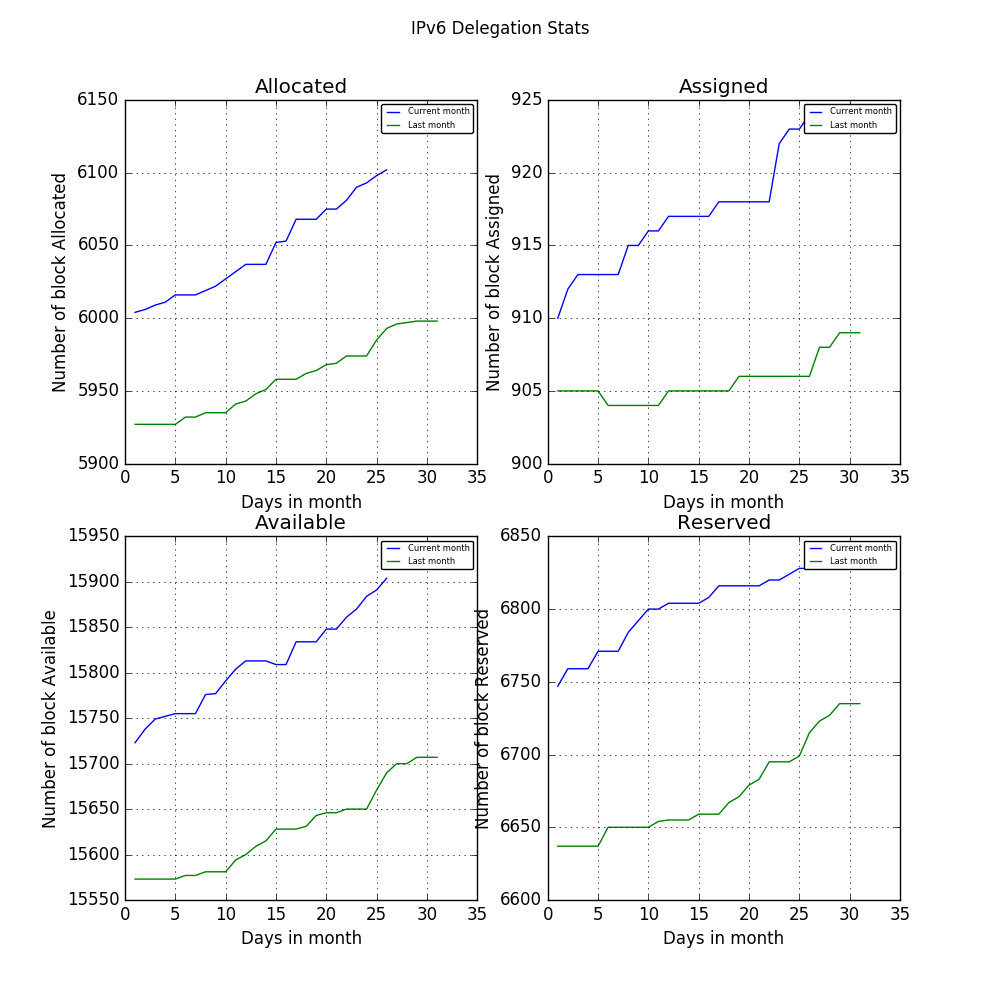 IPv6 Delegation Stats
Allocated
Number of block Allocated
6150
6100
6050
6000
5950
5900
Current month
Last month
0 5 10 15 20 25 30 35
Days in month
Assigned
Number of block Assigned
925
920
915
910
905
900
Current month
Last month
0 5 10 15 20 25 30 35
Days in month
Available
Number of block Available
15950
15900
15850
15800
15750
15700
15650
15600
15550
Current month
Last month
0 5 10 15 20 25 30 35
Days in month
Reserved
Number of block Reserved
6850
6800
6750
6700
6650
6600
Current month
Last month
0 5 10 15 20 25 30 35
Days in month